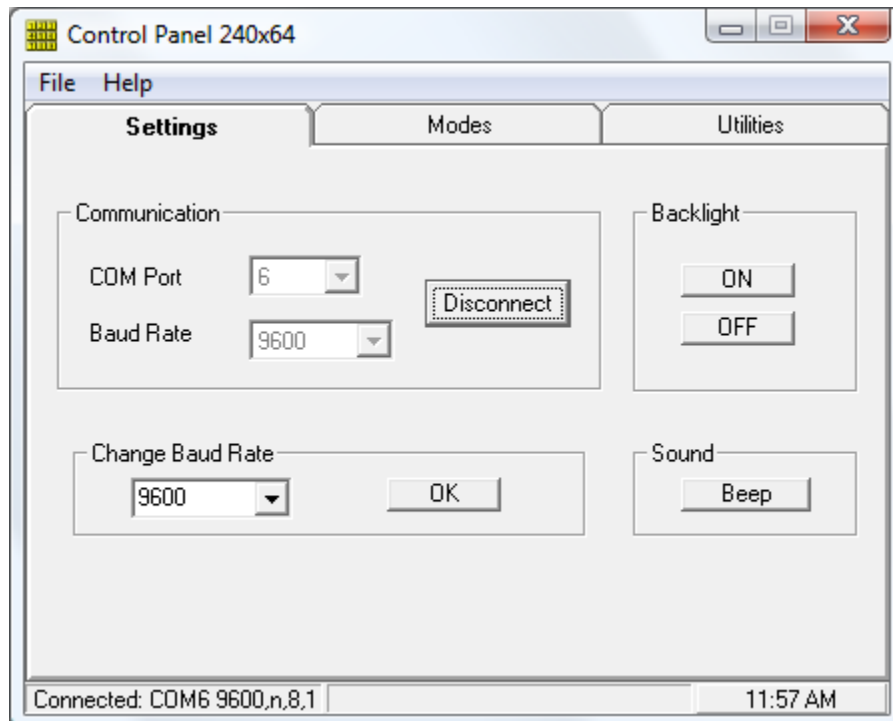 Control Panel 240x64
File Help
Settings Modes Utilities
Communication
COM Port 6
Baud Rate 9600
Disconnect
Backlight
ON
OFF
Change Baud Rate
9600 OK
Sound
Beep
Connected: COM6 9600,n,8,1 11:57 AM